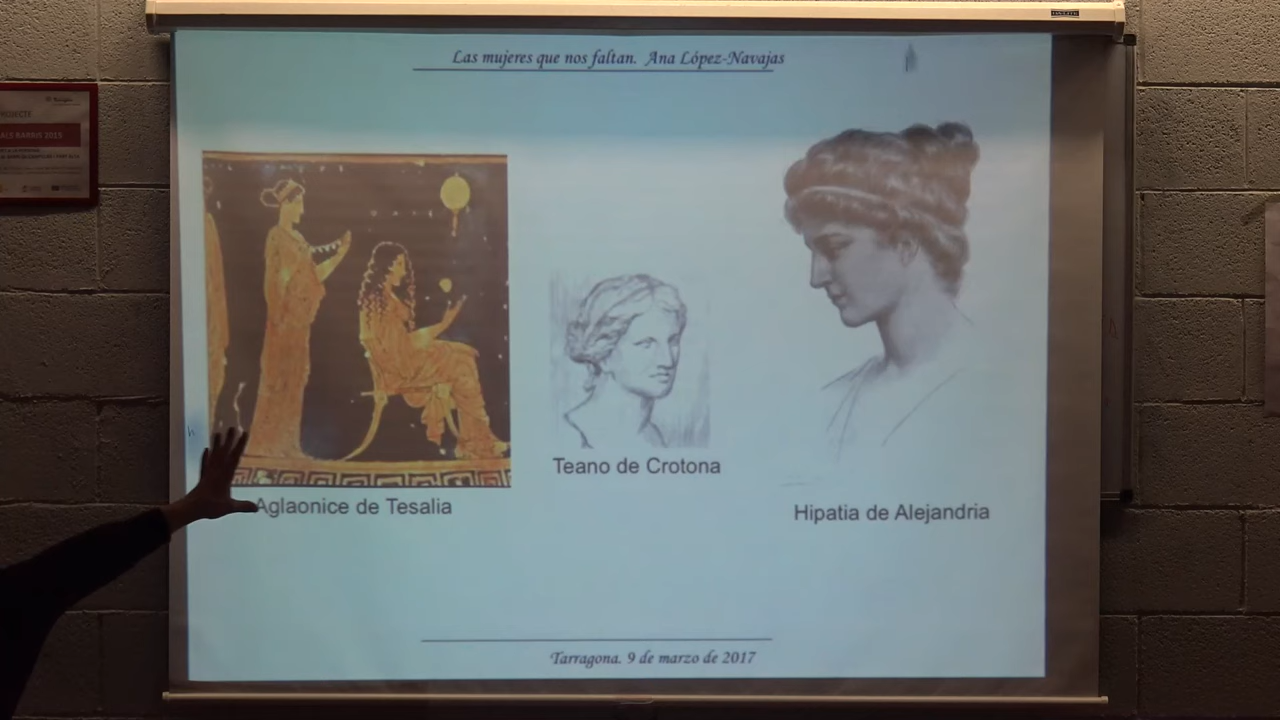 Las mujeres que nos faltan. Ana López-Navajas
Aglaonice de Tesalia
Teano de Crotona
Hipatia de Alejandria
Tarragona. 9 de marzo de 2017